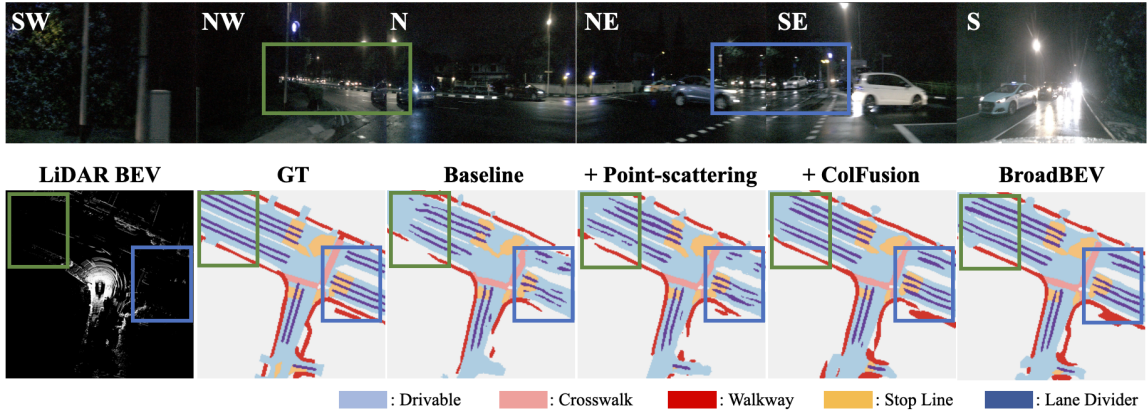 SW NW N NE SE S
LiDAR BEV GT Baseline + Point-scattering + ColFusion BroadBEV
: Drivable : Crosswalk : Walkway : Stop Line : Lane Divider